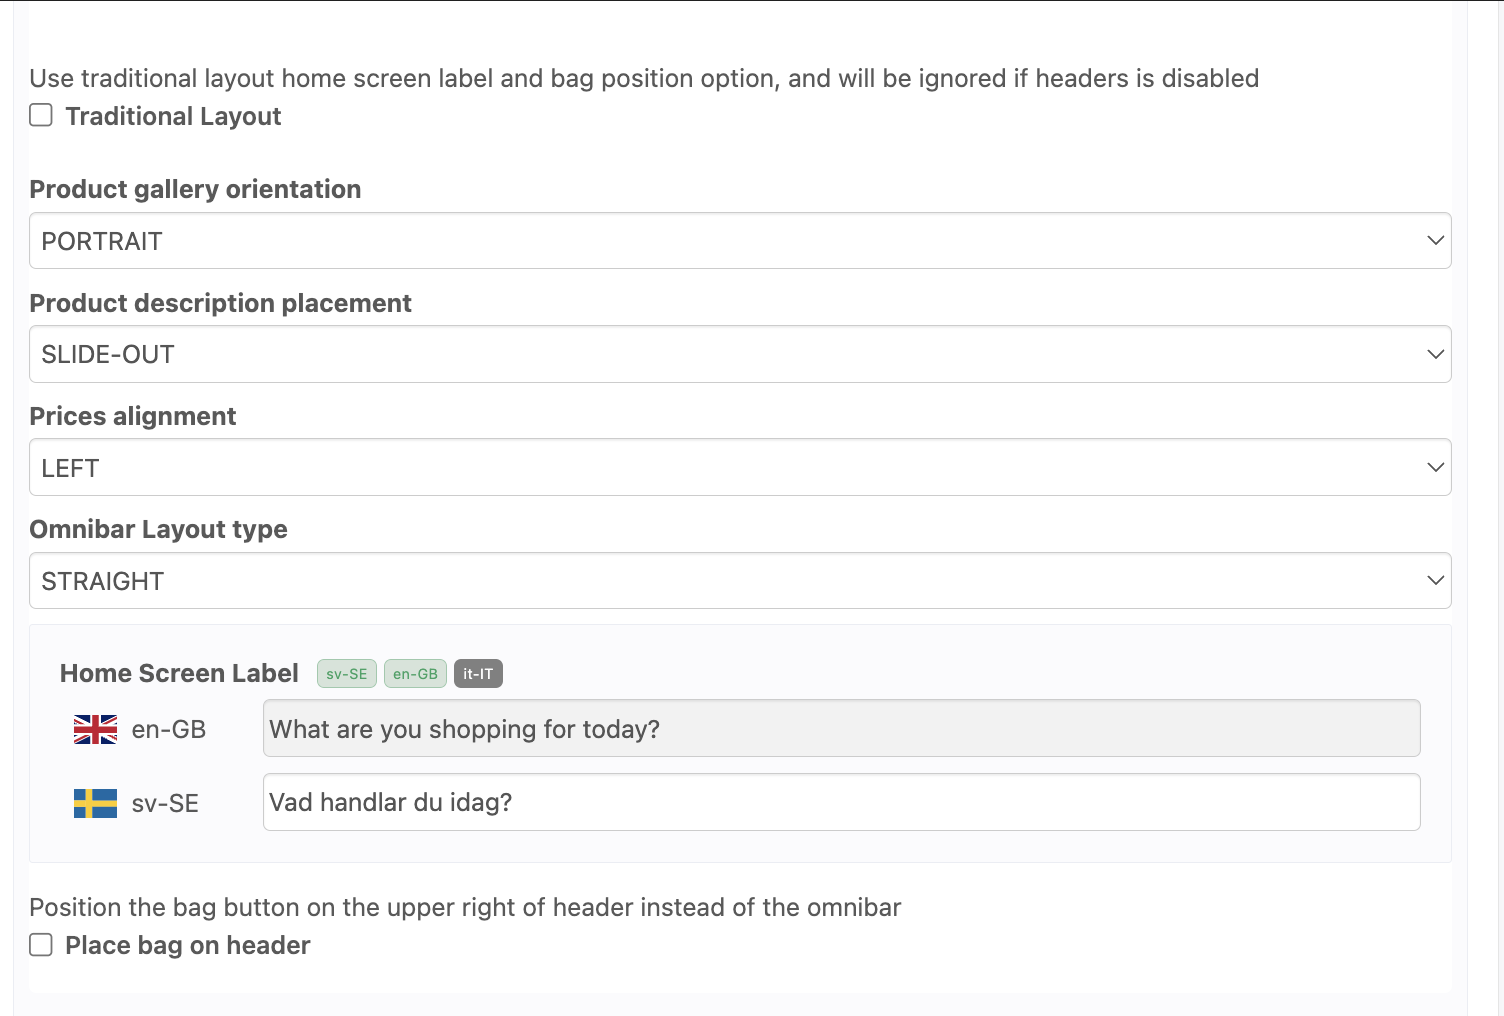 Use traditional layout home screen label and bag position option, and will be ignored if headers is disabled
Traditional Layout
Product gallery orientation
PORTRAIT
Product description placement
SLIDE-OUT
Prices alignment
LEFT
Omnibar Layout type
STRAIGHT
Home Screen Label sv-SE en-GB it-IT
en-GB What are you shopping for today?
sv-SE Vad handlar du idag?
Position the bag button on the upper right of header instead of the omnibar
Place bag on header